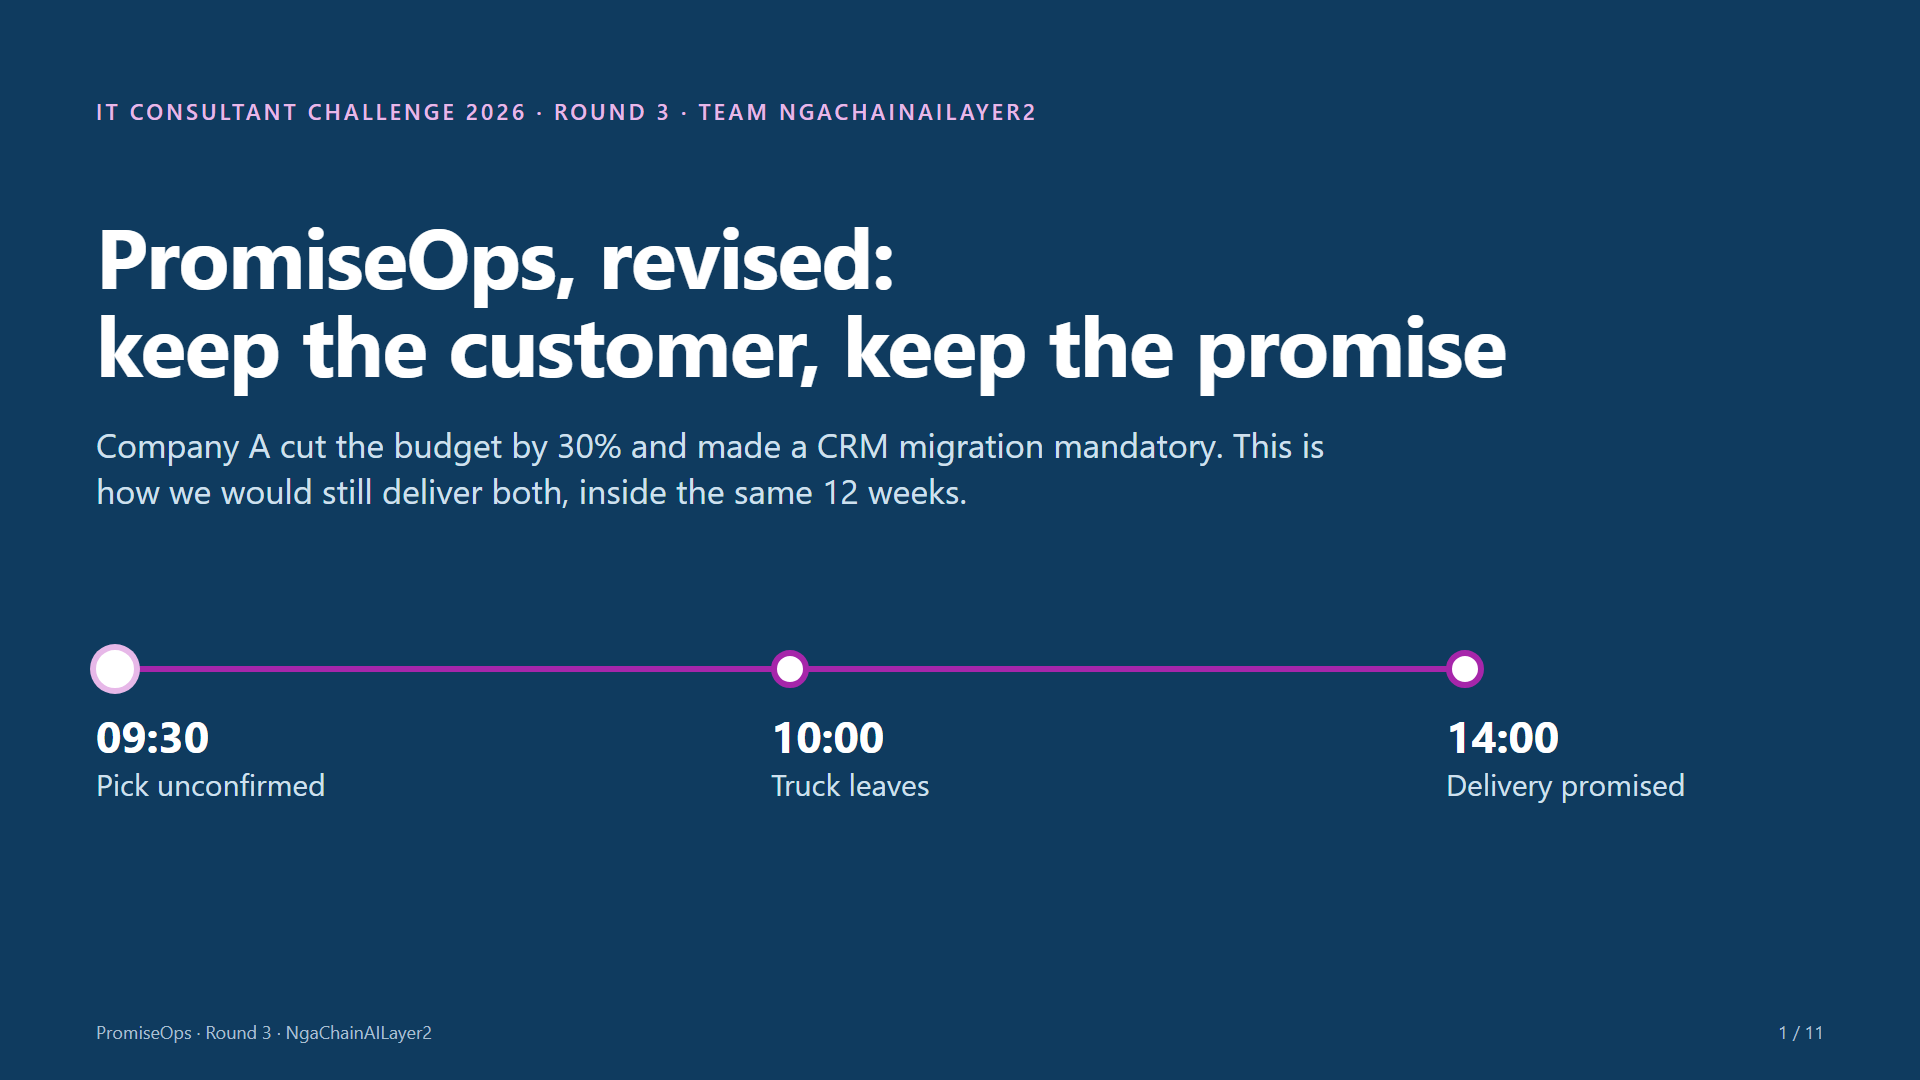 IT CONSULTANT CHALLENGE 2026 · ROUND 3 · TEAM NGACHAINAILAYER2
PromiseOps, revised:
keep the customer, keep the promise
Company A cut the budget by 30% and made a CRM migration mandatory. This is
how we would still deliver both, inside the same 12 weeks.
09:30
Pick unconfirmed
10:00
Truck leaves
14:00
Delivery promised
PromiseOps · Round 3 · NgaChainAILayer2
1 / 11